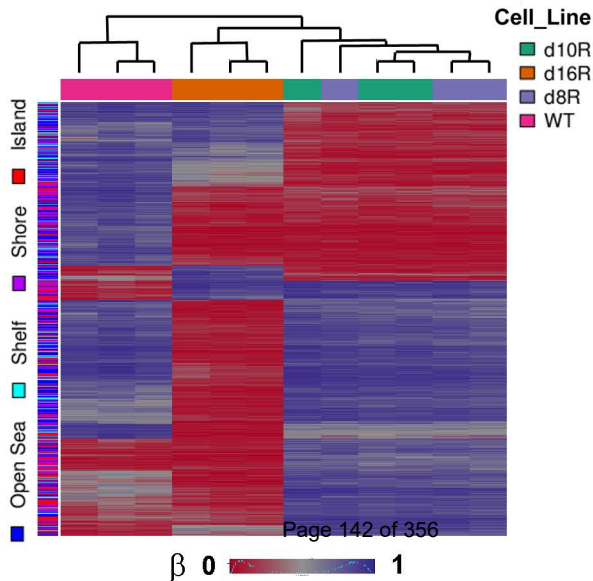 Cell_Line
d10R
d16R
d8R
WT
Island
Shore
Shelf
Open Sea
Page 142 of 356
β 0 1